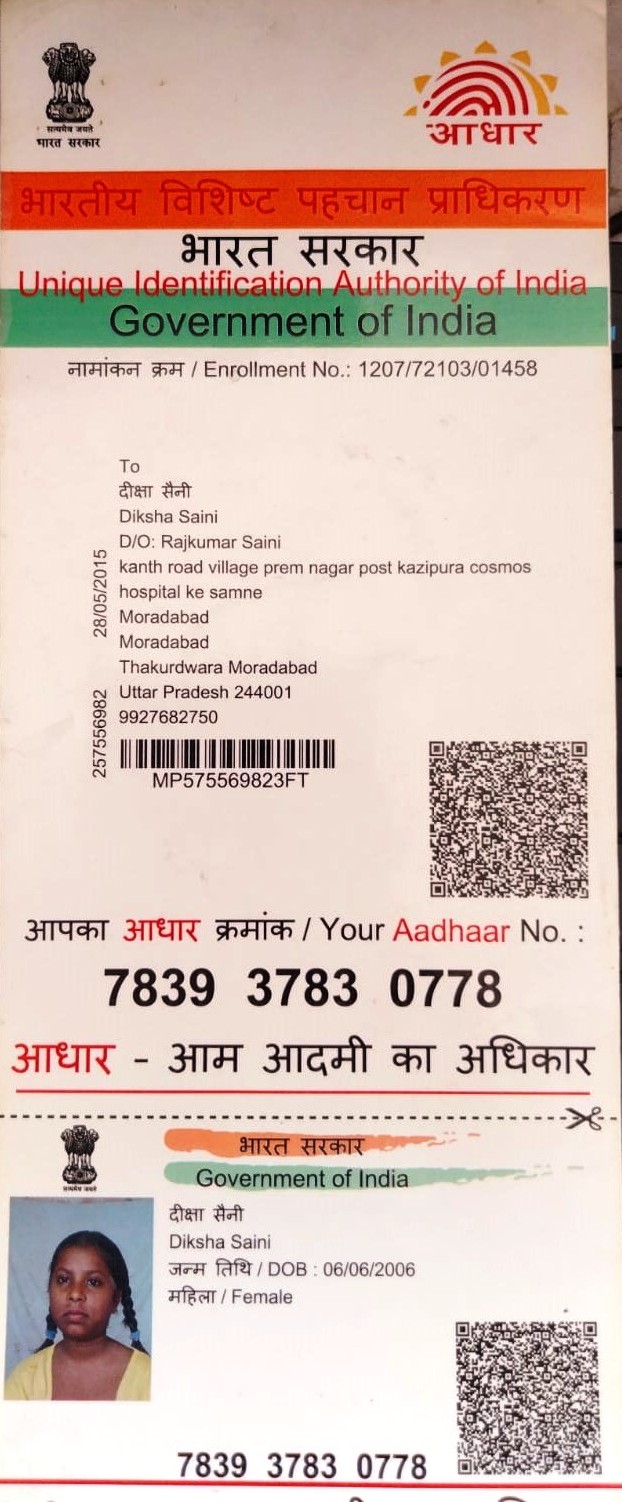 सत्यमेव जयते
भारत सरकार
आधार
भारतीय विशिष्ट पहचान प्राधिकरण
भारत सरकार
Unique Identification Authority of India
Government of India
नामांकन क्रम / Enrollment No.: 1207/72103/01458
To
दीक्षा सैनी
Diksha Saini
D/O: Rajkumar Saini
kanth road village prem nagar post kazipura cosmos
hospital ke samne
Moradabad
Moradabad
Thakurdwara Moradabad
Uttar Pradesh 244001
9927682750
28/05/2015
257556982
MP575569823FT
आपका आधार क्रमांक / Your Aadhaar No. :
7839 3783 0778
आधार - आम आदमी का अधिकार
सत्यमेव जयते
भारत सरकार
Government of India
दीक्षा सैनी
Diksha Saini
जन्म तिथि / DOB : 06/06/2006
महिला / Female
7839 3783 0778